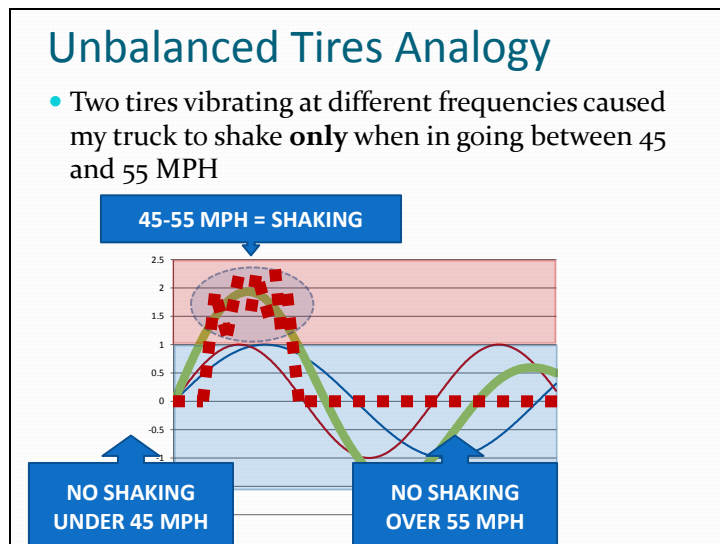 Unbalanced Tires Analogy
• Two tires vibrating at different frequencies caused
my truck to shake only when in going between 45
and 55 MPH
45-55 MPH = SHAKING
2.5
2
1.5
1
0.5
0
-0.5
-1
NO SHAKING
UNDER 45 MPH
NO SHAKING
OVER 55 MPH